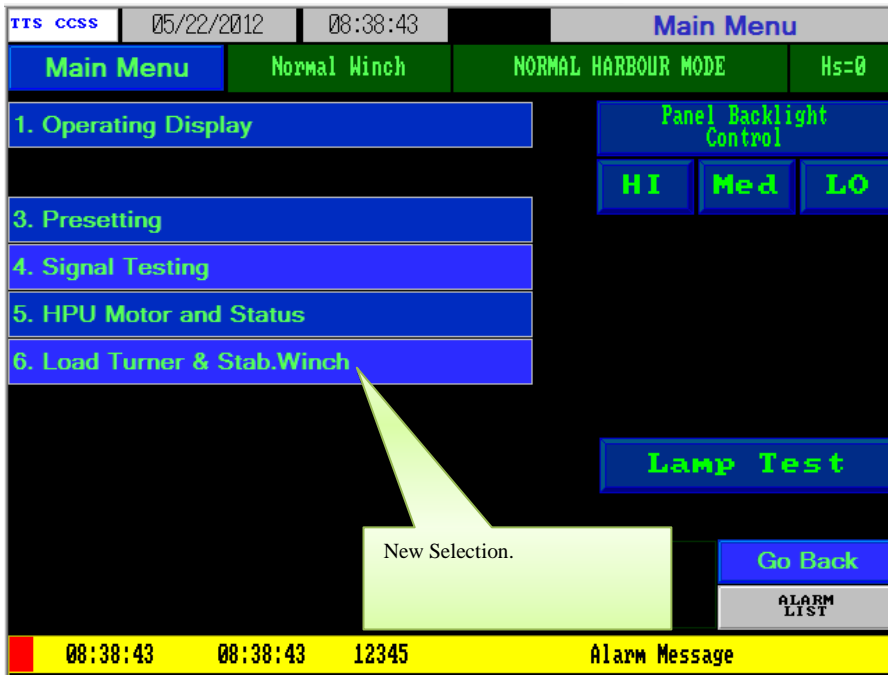 TTS CCSS 05/22/2012 08:38:43 Main Menu
Main Menu Normal Winch NORMAL HARBOUR MODE Hs=0
1. Operating Display
Panel Backlight
Control
HI Med LO
3. Presetting
4. Signal Testing
5. HPU Motor and Status
6. Load Turner & Stab.Winch
Lamp Test
New Selection.
Go Back
ALARM
LIST
08:38:43 08:38:43 12345 Alarm Message